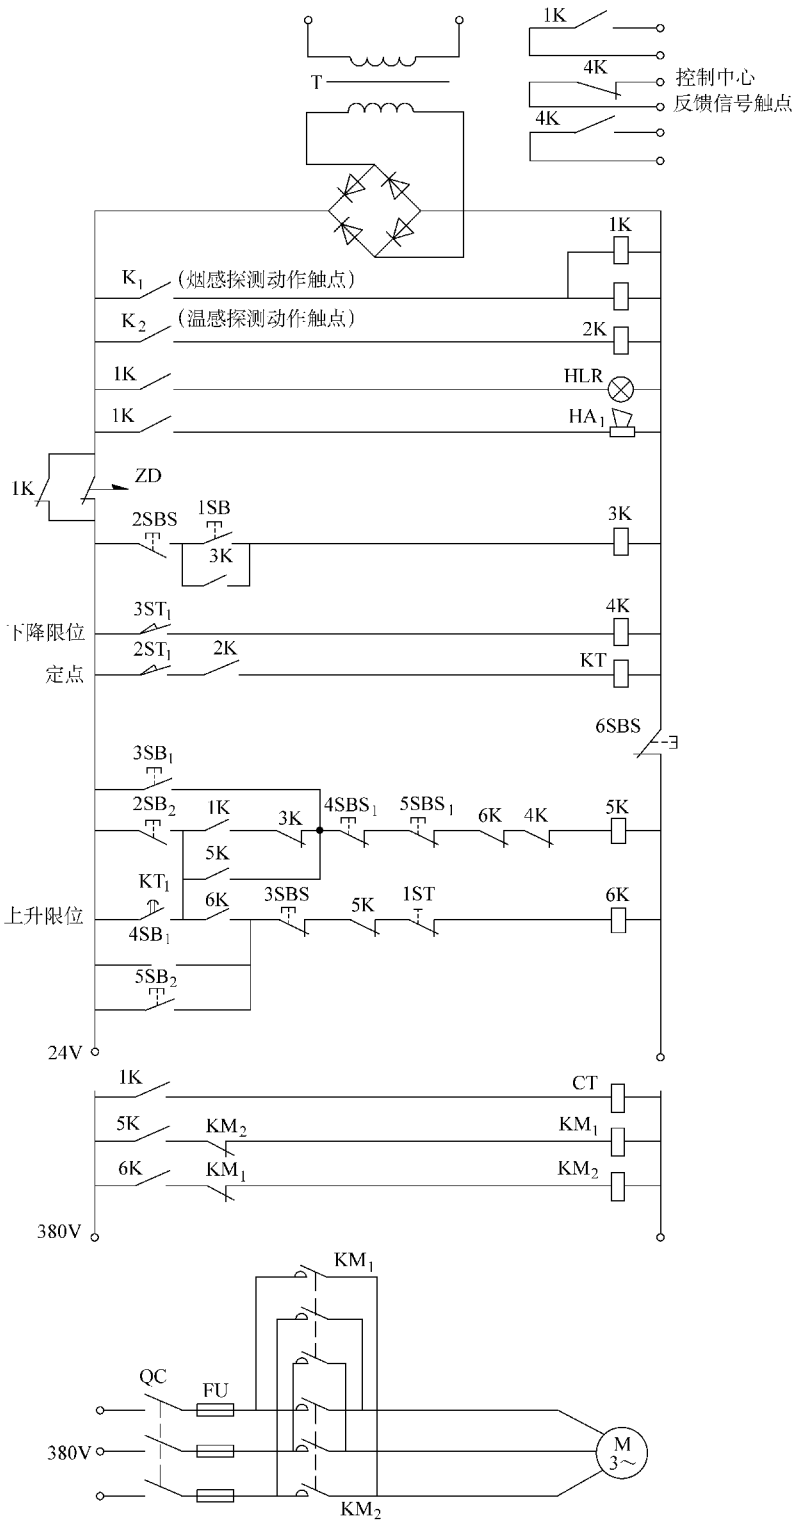 1K
T
4K
控制中心
反馈信号触点
4K
1K
K1 (烟感探测动作触点)
K2 (温感探测动作触点)
2K
1K HLR
1K HA1
1K ZD
2SBS 1SB 3K
3K
3ST1 4K
下降限位
2ST1 2K KT
定点
6SBS
3SB1
2SB2 1K 3K 4SBS1 5SBS1 6K 4K 5K
5K
KT1 6K 3SBS 5K 1ST 6K
上升限位
4SB1
5SB2
24V
1K CT
5K KM2 KM1
6K KM1 KM2
380V
KM1
QC FU
380V M
3～
KM2